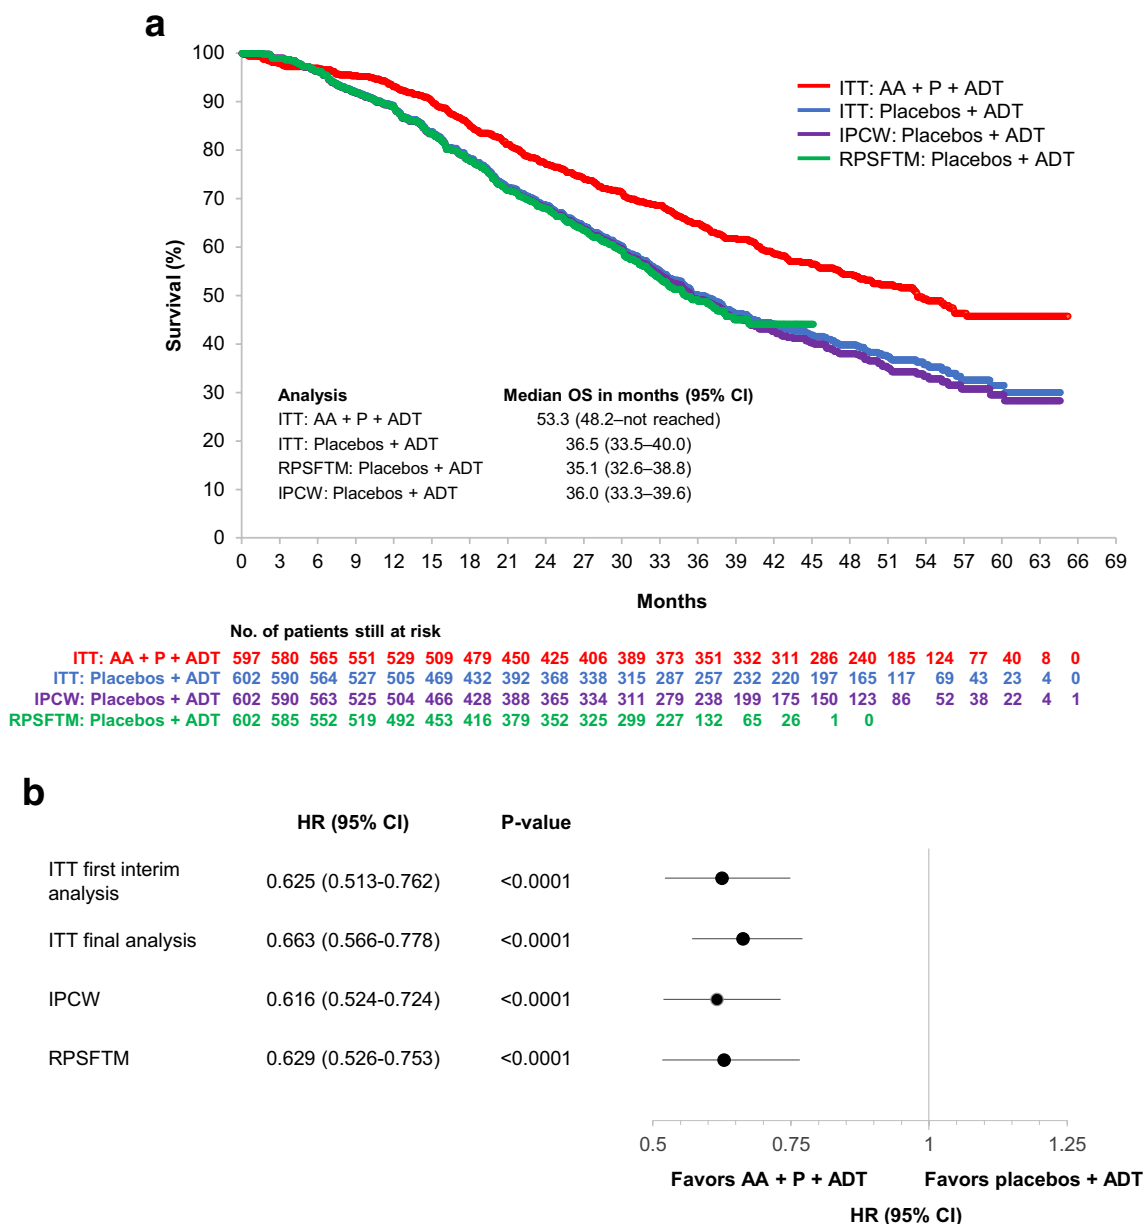 a
100
90
80
70
60
50
40
30
20
10
0
Survival (%)
ITT: AA + P + ADT
ITT: Placebos + ADT
IPCW: Placebos + ADT
RPSFTM: Placebos + ADT
Analysis Median OS in months (95% CI)
ITT: AA + P + ADT 53.3 (48.2–not reached)
ITT: Placebos + ADT 36.5 (33.5–40.0)
RPSFTM: Placebos + ADT 35.1 (32.6–38.8)
IPCW: Placebos + ADT 36.0 (33.3–39.6)
0 3 6 9 12 15 18 21 24 27 30 33 36 39 42 45 48 51 54 57 60 63 66 69
Months
No. of patients still at risk
ITT: AA + P + ADT 597 580 565 551 529 509 479 450 425 406 389 373 351 332 311 286 240 185 124 77 40 8 0
ITT: Placebos + ADT 602 590 564 527 505 469 432 392 368 338 315 287 257 232 220 197 165 117 69 43 23 4 0
IPCW: Placebos + ADT 602 590 563 525 504 466 428 388 365 334 311 279 238 199 175 150 123 86 52 38 22 4 1
RPSFTM: Placebos + ADT 602 585 552 519 492 453 416 379 352 325 299 227 132 65 26 1 0
b
HR (95% CI) P-value
ITT first interim
analysis 0.625 (0.513-0.762) <0.0001
ITT final analysis 0.663 (0.566-0.778) <0.0001
IPCW 0.616 (0.524-0.724) <0.0001
RPSFTM 0.629 (0.526-0.753) <0.0001
0.5 0.75 1 1.25
Favors AA + P + ADT Favors placebos + ADT
HR (95% CI)